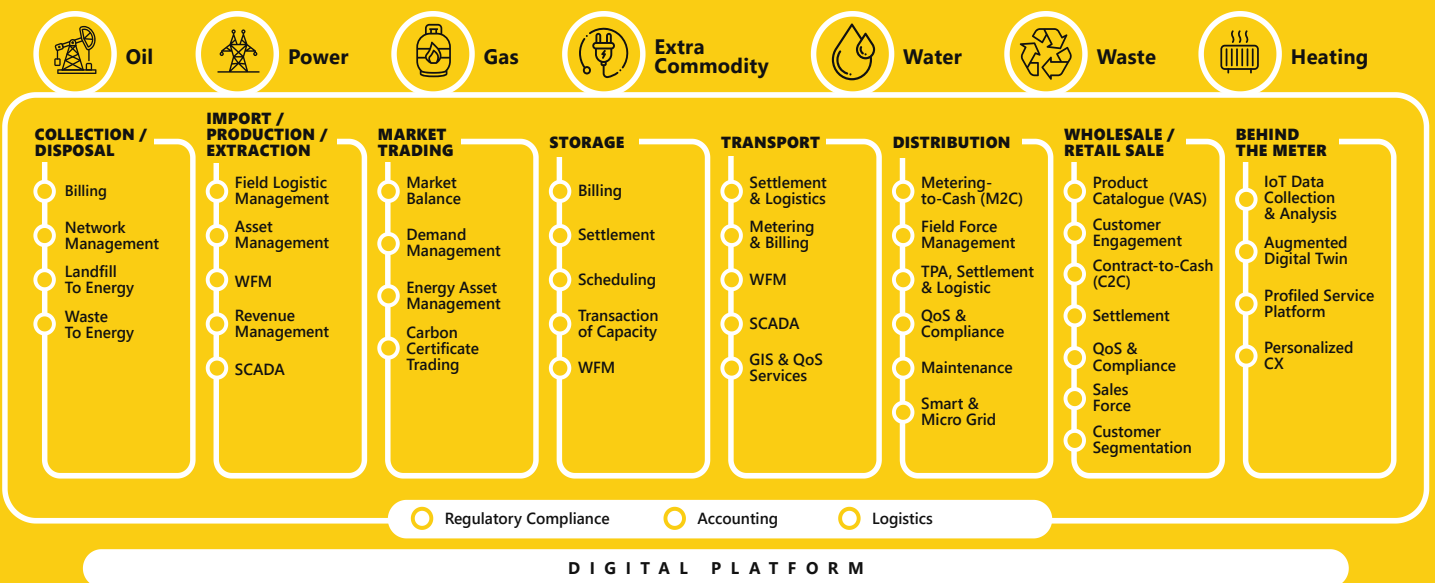 Oil
Power
Gas
Extra
Commodity
Water
Waste
Heating
COLLECTION /
DISPOSAL
Billing
Network
Management
Landfill
To Energy
Waste
To Energy
IMPORT /
PRODUCTION /
EXTRACTION
Field Logistic
Management
Asset
Management
WFM
Revenue
Management
SCADA
MARKET
TRADING
Market
Balance
Demand
Management
Energy Asset
Management
Carbon
Certificate
Trading
STORAGE
Billing
Settlement
Scheduling
Transaction
of Capacity
WFM
TRANSPORT
Settlement
& Logistics
Metering
& Billing
WFM
SCADA
GIS & QoS
Services
DISTRIBUTION
Metering-
to-Cash (M2C)
Field Force
Management
TPA, Settlement
& Logistic
QoS &
Compliance
Maintenance
Smart &
Micro Grid
WHOLESALE /
RETAIL SALE
Product
Catalogue (VAS)
Customer
Engagement
Contract-to-Cash
(C2C)
Settlement
QoS &
Compliance
Sales
Force
Customer
Segmentation
BEHIND
THE METER
IoT Data
Collection
& Analysis
Augmented
Digital Twin
Profiled Service
Platform
Personalized
CX
Regulatory Compliance
Accounting
Logistics
DIGITAL PLATFORM